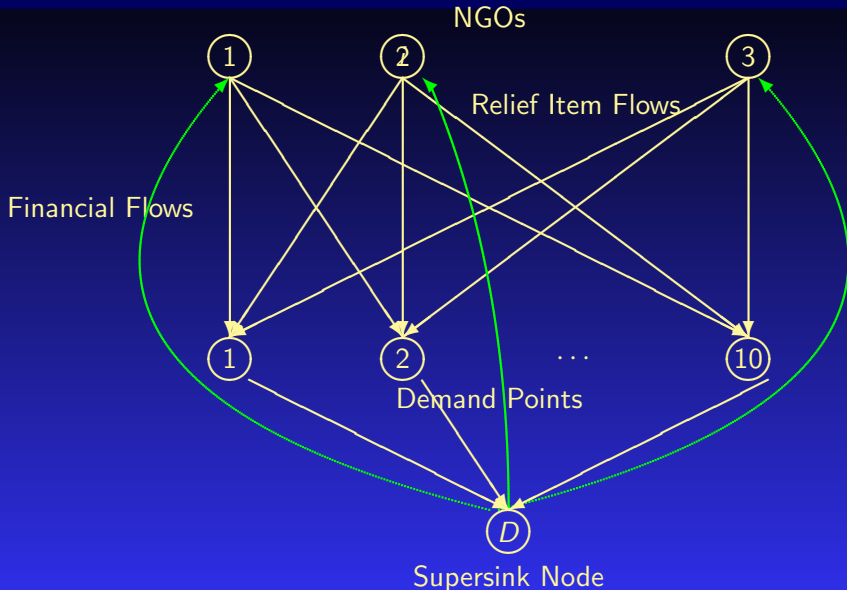 NGOs
1 2 3
Relief Item Flows
Financial Flows
1 2 · · · 10
Demand Points
D
Supersink Node